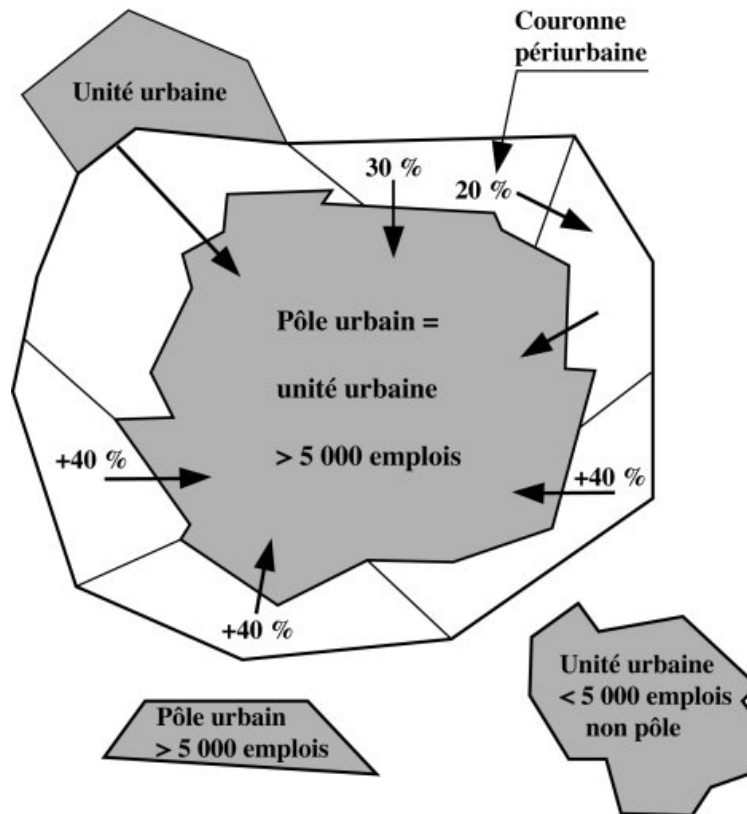 Couronne
périurbaine
Unité urbaine
30 %
20 %
Pôle urbain =
unité urbaine
> 5 000 emplois
+40 %
+40 %
+40 %
Unité urbaine
< 5 000 emplois
non pôle
Pôle urbain
> 5 000 emplois